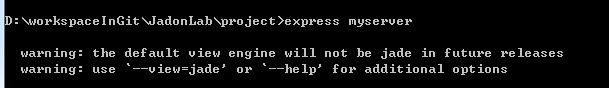 D:\workspaceInGit\JadonLab\project>express myserver
warning: the default view engine will not be jade in future releases
warning: use `--view=jade' or `--help' for additional options